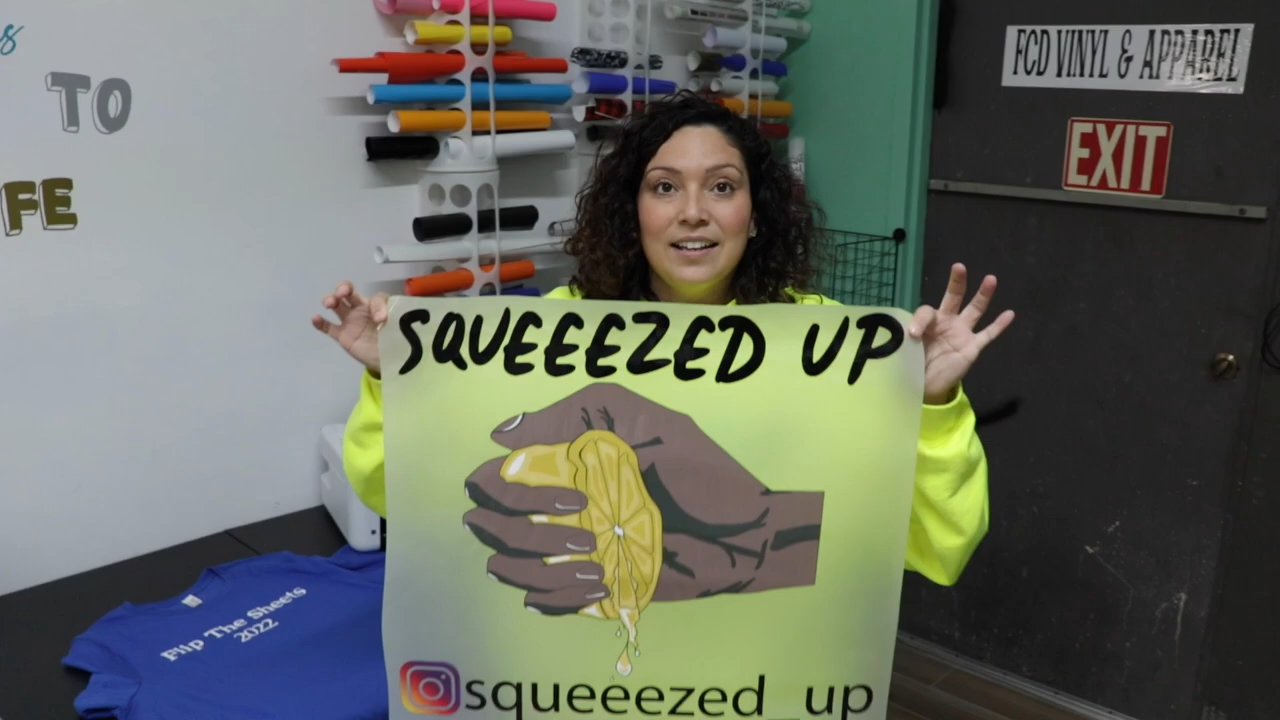 s
TO
FE
FCD VINYL & APPAREL
EXIT
SQUEEEZED UP
squeeezed_up
Flip The Sheets
2022